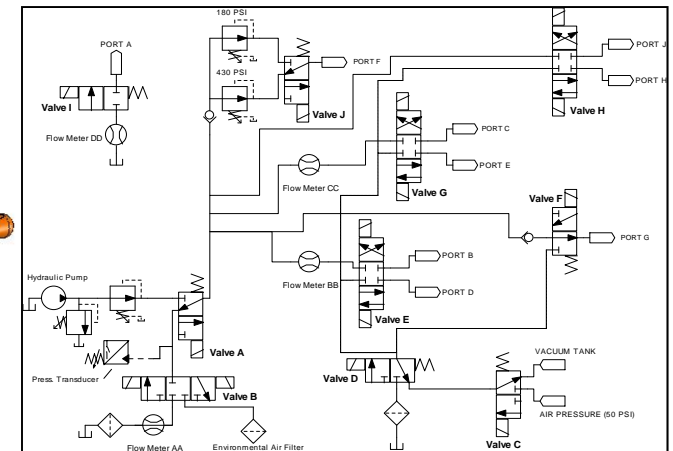 180 PSI
PORT A
PORT F
PORT J
430 PSI
PORT H
Valve I
Valve J
Valve H
Flow Meter DD
PORT C
PORT E
Flow Meter CC
Valve G
Valve F
PORT G
PORT B
Hydraulic Pump
Flow Meter BB
PORT D
Valve E
Valve A
VACUUM TANK
Press. Transducer
Valve D
Valve B
AIR PRESSURE (50 PSI)
Flow Meter AA
Environmental Air Filter
Valve C